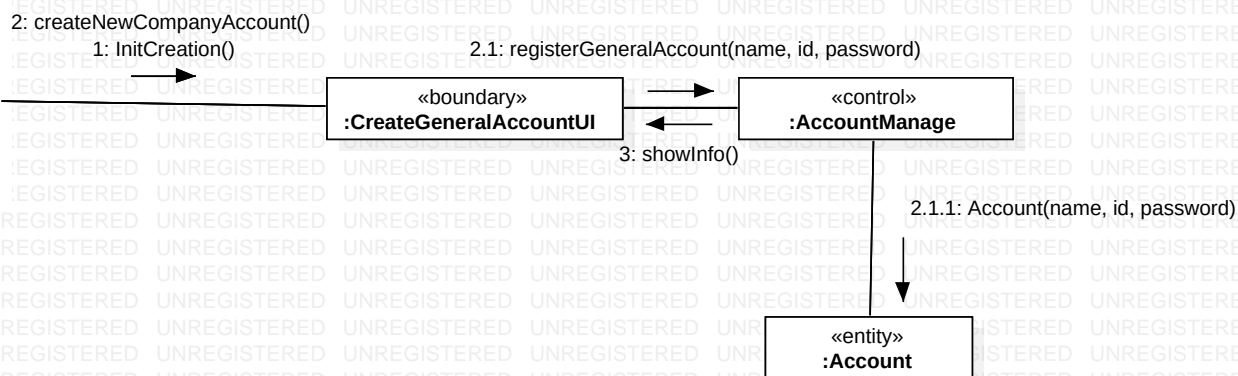 2: createNewCompanyAccount()
1: InitCreation()
2.1: registerGeneralAccount(name, id, password)
«boundary»
:CreateGeneralAccountUI
«control»
:AccountManage
3: showInfo()
2.1.1: Account(name, id, password)
«entity»
:Account
UNREGISTERED